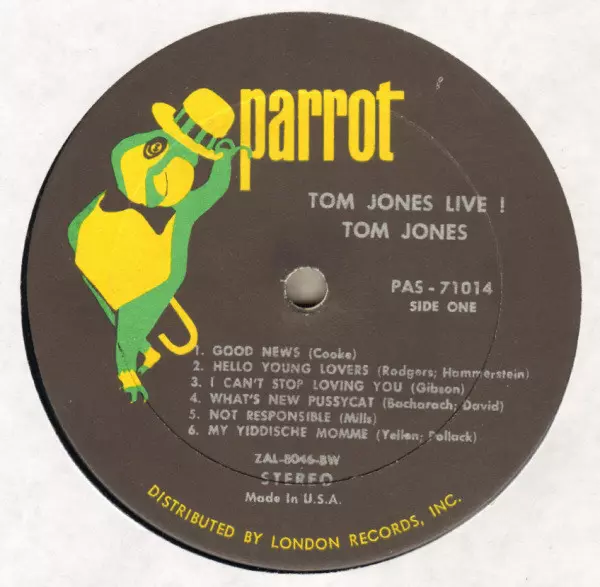 parrot
TOM JONES LIVE !
TOM JONES
PAS - 71014
SIDE ONE
1. GOOD NEWS (Cooke)
2. HELLO YOUNG LOVERS (Rodgers; Hammerstein)
3. I CAN'T STOP LOVING YOU (Gibson)
4. WHAT'S NEW PUSSYCAT (Bacharach; David)
5. NOT RESPONSIBLE (Mills)
6. MY YIDDISCHE MOMME (Yellen; Pollack)
ZAL-8046-BW
STEREO
Made In U.S.A.
DISTRIBUTED BY LONDON RECORDS, INC.